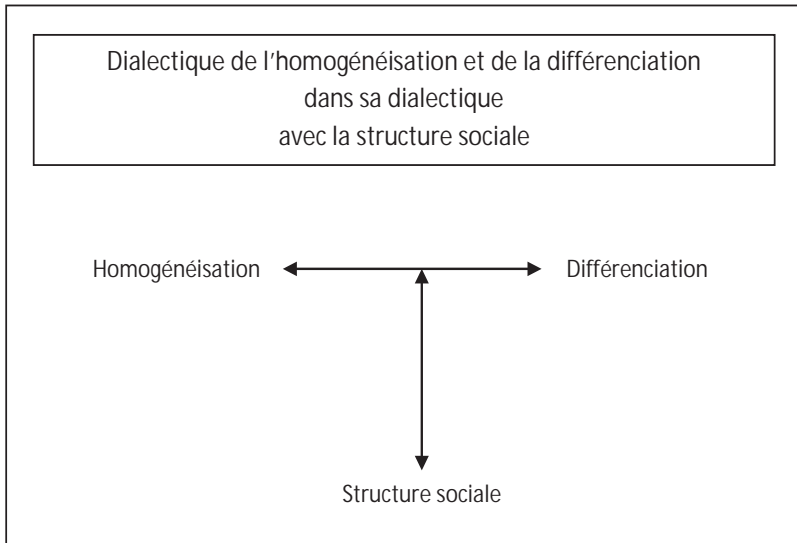 Dialectique de l'homogénéisation et de la différenciation
dans sa dialectique
avec la structure sociale
Homogénéisation
Différenciation
Structure sociale